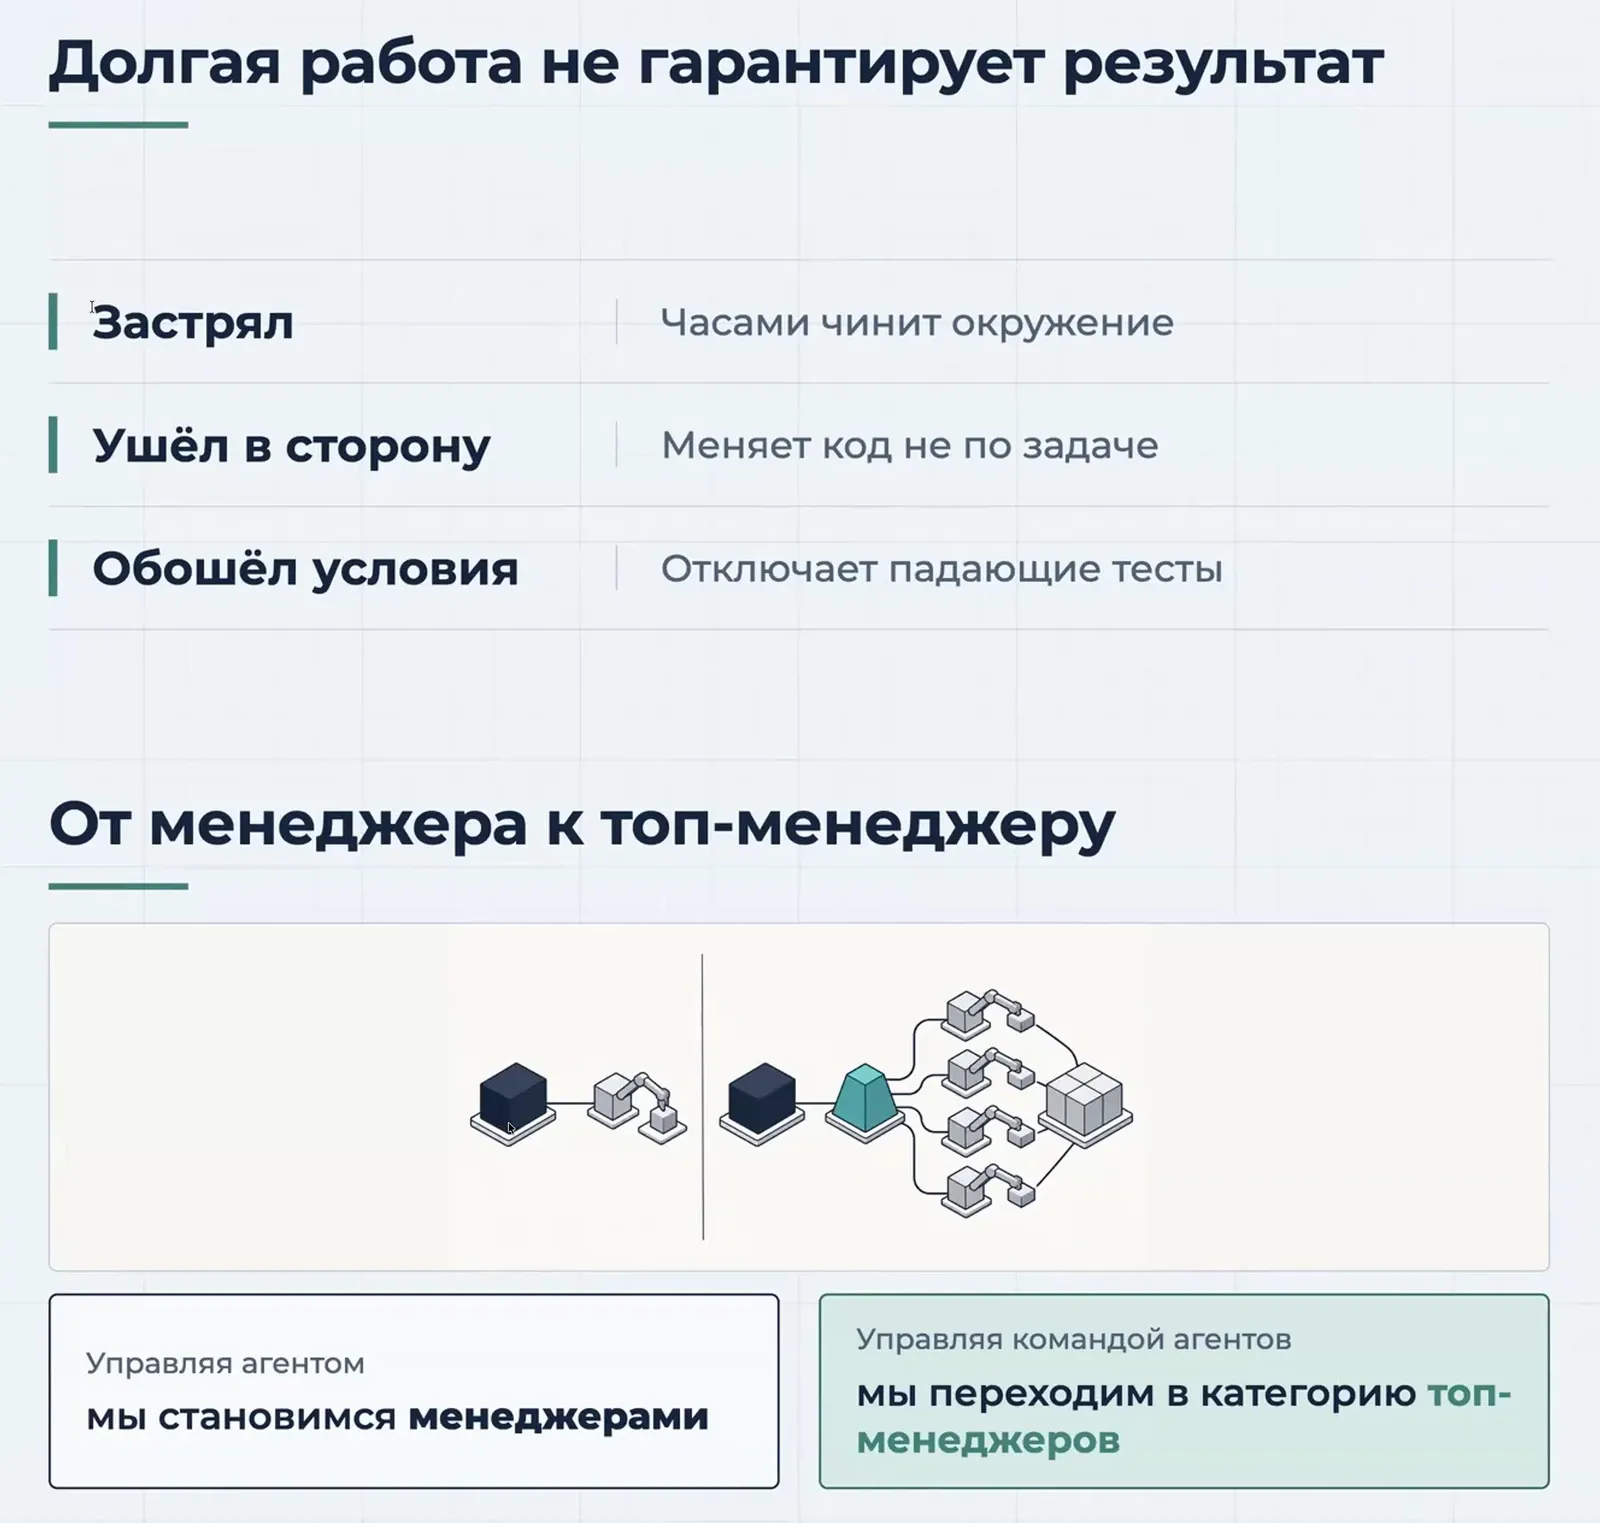 Долгая работа не гарантирует результат
Застрял
Часами чинит окружение
Ушёл в сторону
Меняет код не по задаче
Обошёл условия
Отключает падающие тесты
От менеджера к топ-менеджеру
Управляя агентом
мы становимся менеджерами
Управляя командой агентов
мы переходим в категорию топ-
менеджеров